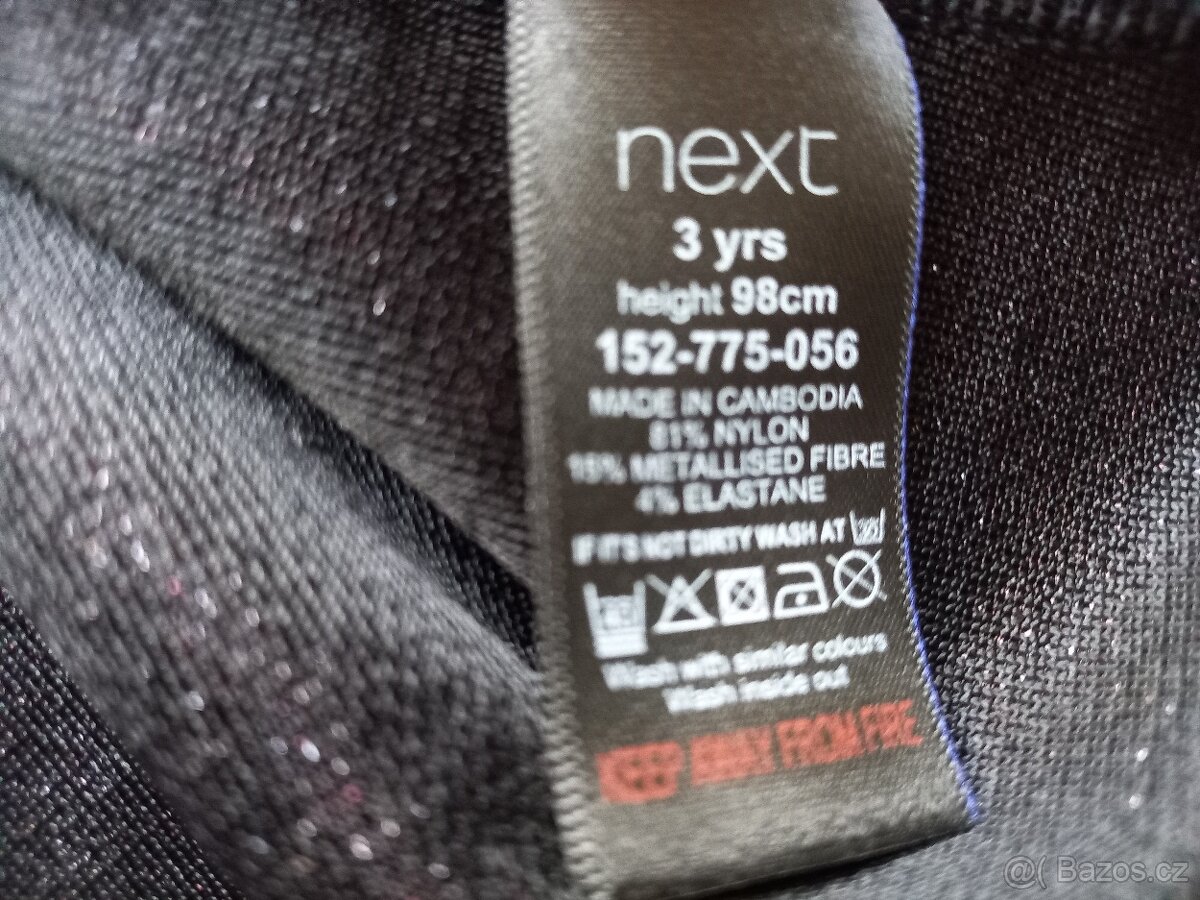 next
3 yrs
height 98cm
152-775-056
MADE IN CAMBODIA
81% NYLON
15% METALLISED FIBRE
4% ELASTANE
IF IT'S NOT DIRTY WASH AT 30
Wash with similar colours
Wash inside out
KEEP AWAY FROM FIRE
@( Bazos.cz